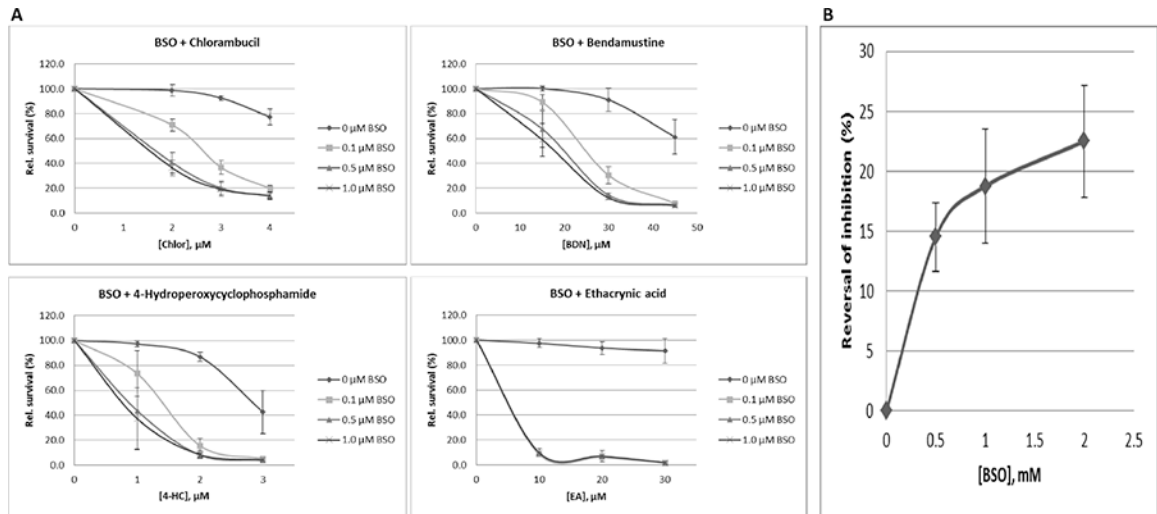 A
B
BSO + Chlorambucil
Rel. survival (%)
120.0
100.0
80.0
60.0
40.0
20.0
0.0
0 1 2 3 4
[Chlor], µM
0 µM BSO
0.1 µM BSO
0.5 µM BSO
1.0 µM BSO
BSO + Bendamustine
Rel. survival (%)
120.0
100.0
80.0
60.0
40.0
20.0
0.0
0 10 20 30 40 50
[BDN], µM
0 µM BSO
0.1 µM BSO
0.5 µM BSO
1.0 µM BSO
BSO + 4-Hydroperoxycyclophosphamide
Rel. survival (%)
120.0
100.0
80.0
60.0
40.0
20.0
0.0
0 1 2 3
[4-HC], µM
0 µM BSO
0.1 µM BSO
0.5 µM BSO
1.0 µM BSO
BSO + Ethacrynic acid
Rel. survival (%)
120.0
100.0
80.0
60.0
40.0
20.0
0.0
0 10 20 30
[EA], µM
0 µM BSO
0.1 µM BSO
0.5 µM BSO
1.0 µM BSO
Reversal of inhibition (%)
30
25
20
15
10
5
0
0 0.5 1 1.5 2 2.5
[BSO], mM